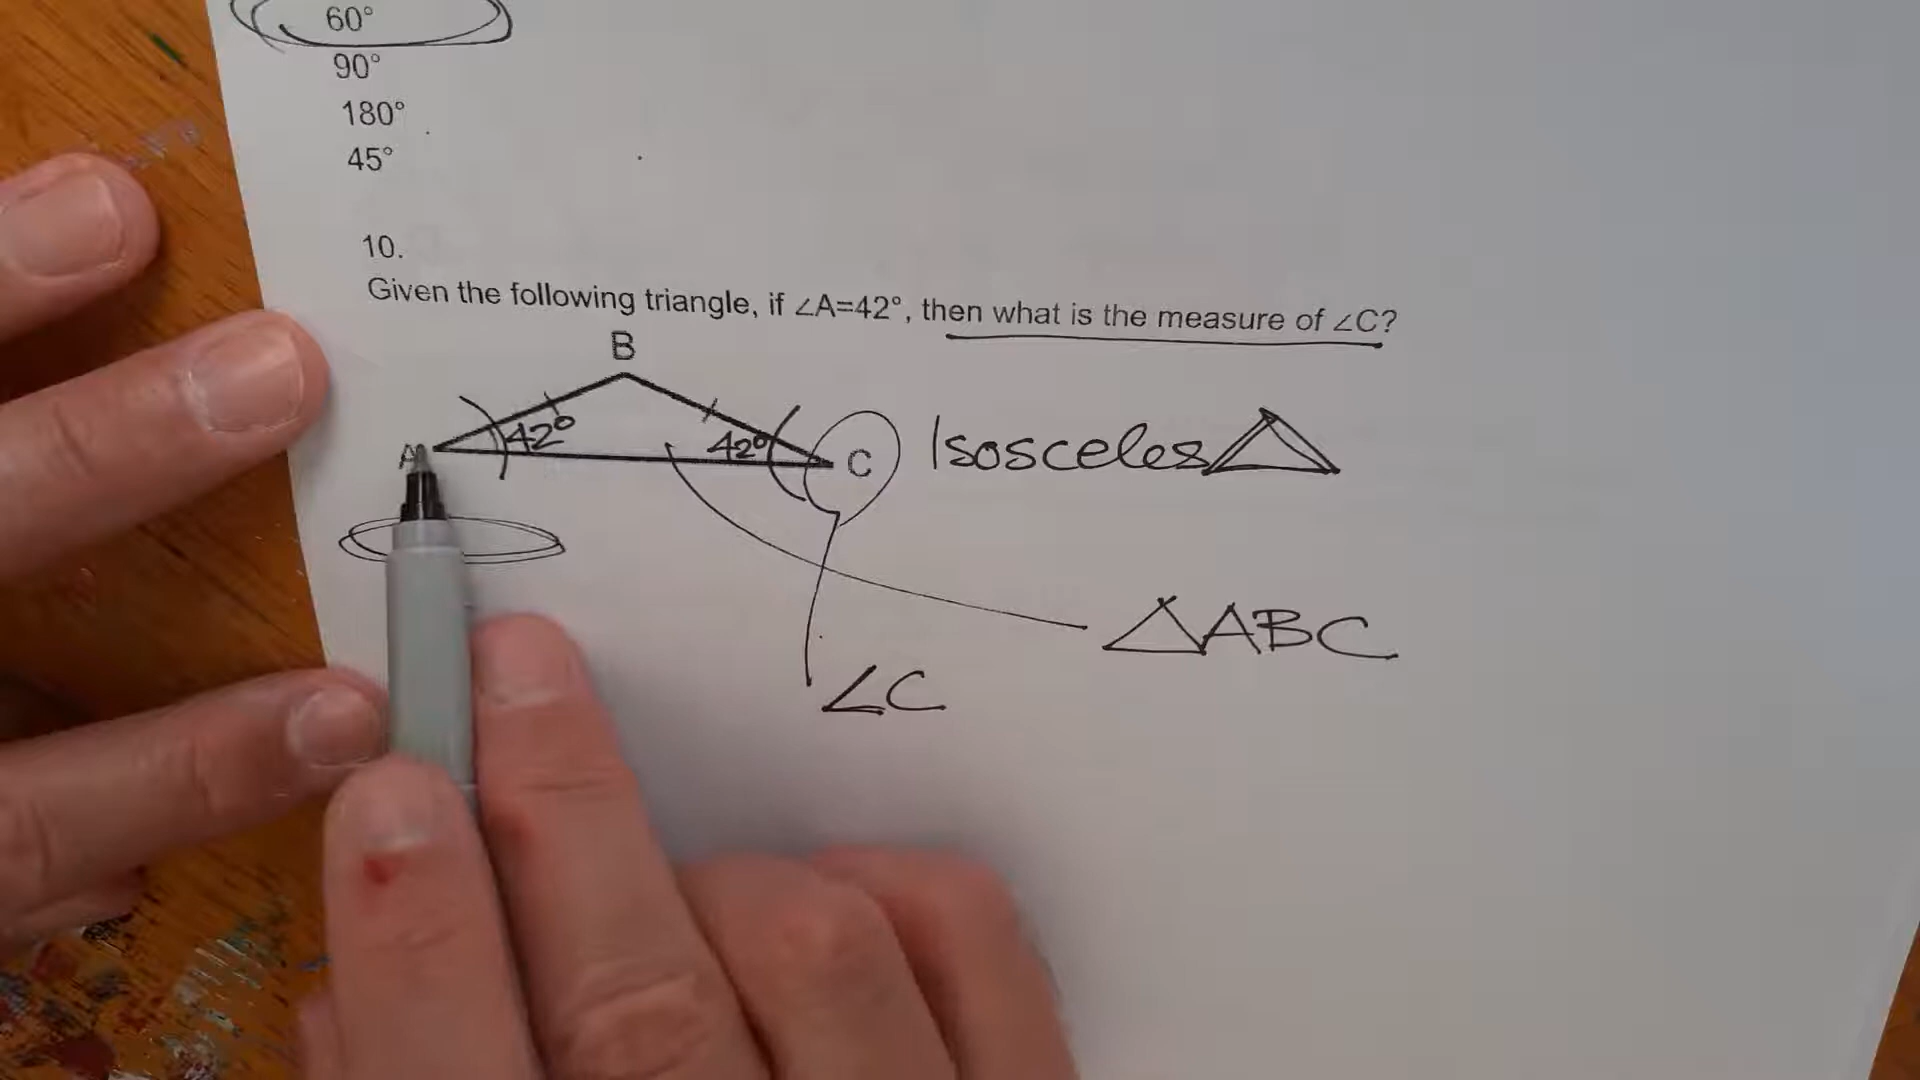 60°
90°
180°
45°
10.
Given the following triangle, if ∠A=42°, then what is the measure of ∠C?
B
42°
42°
A
C
Isosceles△
△ABC
∠C